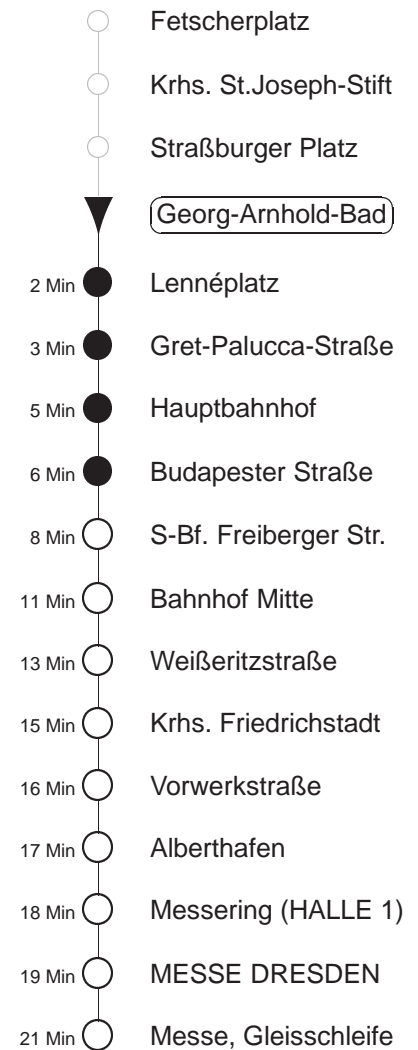 Fetscherplatz
Krhs. St.Joseph-Stift
Straßburger Platz
Georg-Arnhold-Bad
2 Min Lennéplatz
3 Min Gret-Palucca-Straße
5 Min Hauptbahnhof
6 Min Budapester Straße
8 Min S-Bf. Freiberger Str.
11 Min Bahnhof Mitte
13 Min Weißeritzstraße
15 Min Krhs. Friedrichstadt
16 Min Vorwerkstraße
17 Min Alberthafen
18 Min Messering (HALLE 1)
19 Min MESSE DRESDEN
21 Min Messe, Gleisschleife